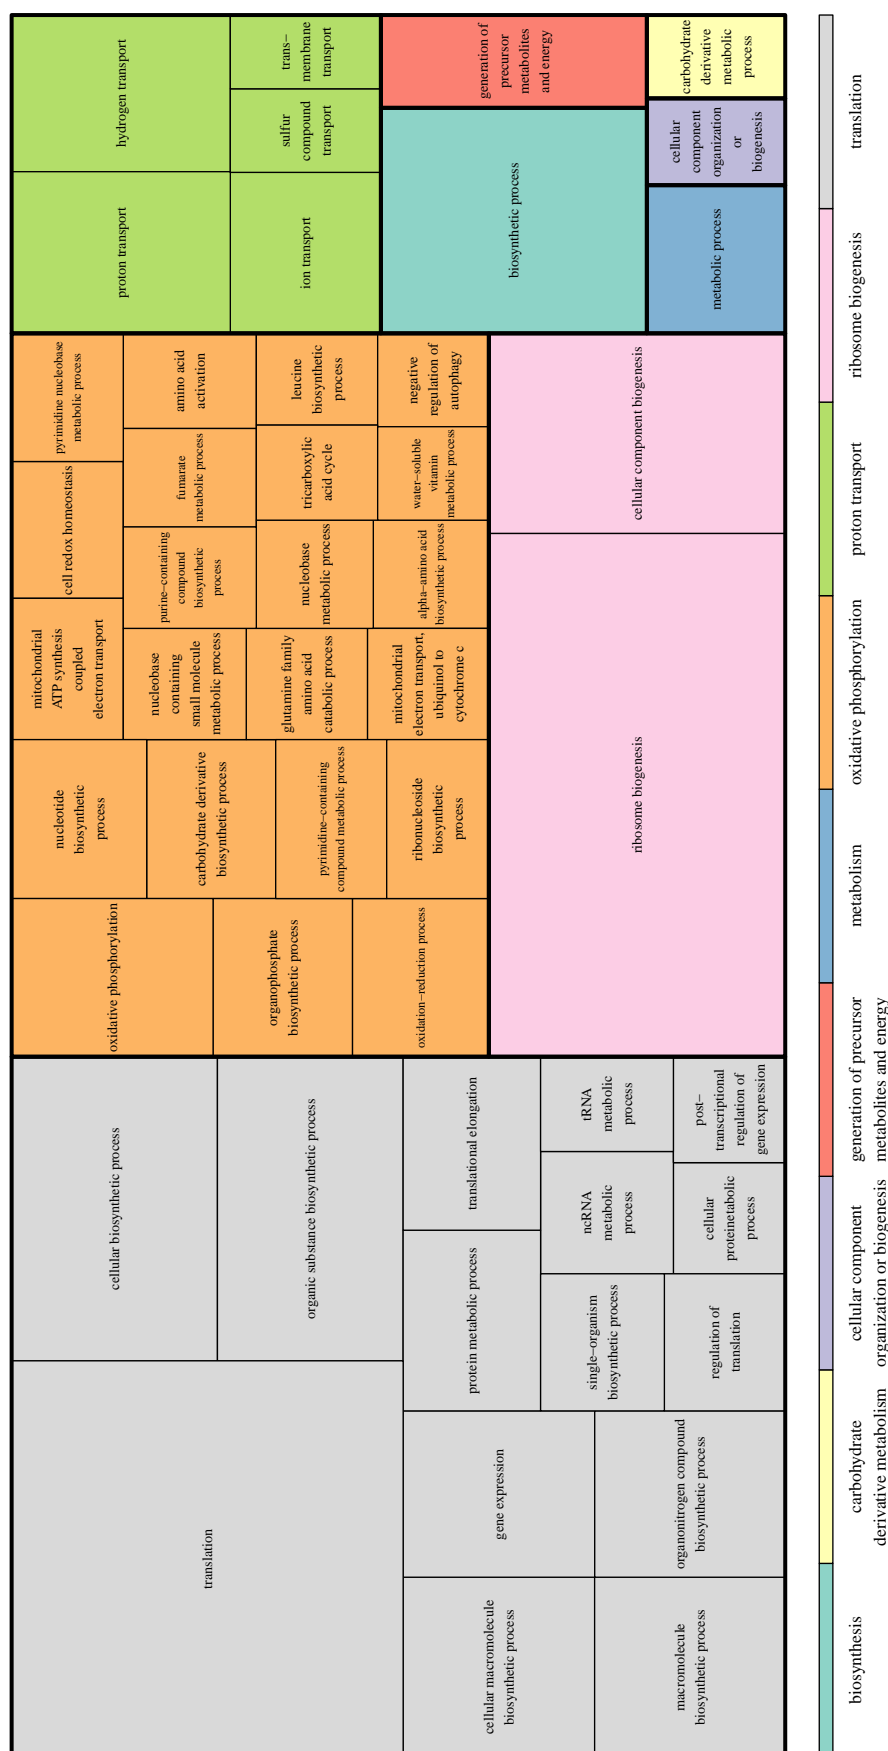 translation
cellular biosynthetic process
organic substance biosynthetic process
cellular macromolecule
biosynthetic process
gene expression
protein metabolic process
translational elongation
macromolecule
biosynthetic process
organonitrogen compound
biosynthetic process
single−organism
biosynthetic process
ncRNA
metabolic
process
tRNA
metabolic
process
regulation of
translation
cellular
proteinetabolic
process
post−
transcriptional
regulation of
gene expression
oxidative phosphorylation
organophosphate
biosynthetic process
oxidation−reduction process
nucleotide
biosynthetic
process
carbohydrate derivative
biosynthetic process
pyrimidine−containing
compound metabolic process
ribonucleoside
biosynthetic
process
mitochondrial
ATP synthesis
coupled
electron transport
cell redox homeostasis
pyrimidine nucleobase
metabolic process
nucleobase
containing
small molecule
metabolic process
purine−containing
compound
biosynthetic
process
fumarate
metabolic process
amino acid
activation
glutamine family
amino acid
catabolic process
nucleobase
metabolic process
tricarboxylic
acid cycle
leucine
biosynthetic
process
mitochondrial
electron transport,
ubiquinol to
cytochrome c
alpha−amino acid
biosynthetic process
water−soluble
vitamin
metabolic process
negative
regulation of
autophagy
ribosome biogenesis
cellular component biogenesis
proton transport
hydrogen transport
ion transport
sulfur
compound
transport
trans−
membrane
transport
biosynthetic process
generation of
precursor
metabolites
and energy
metabolic process
cellular
component
organization
or
biogenesis
carbohydrate
derivative
metabolic
process
biosynthesis
carbohydrate
derivative metabolism
cellular component
organization or biogenesis
generation of precursor
metabolites and energy
metabolism
oxidative phosphorylation
proton transport
ribosome biogenesis
translation